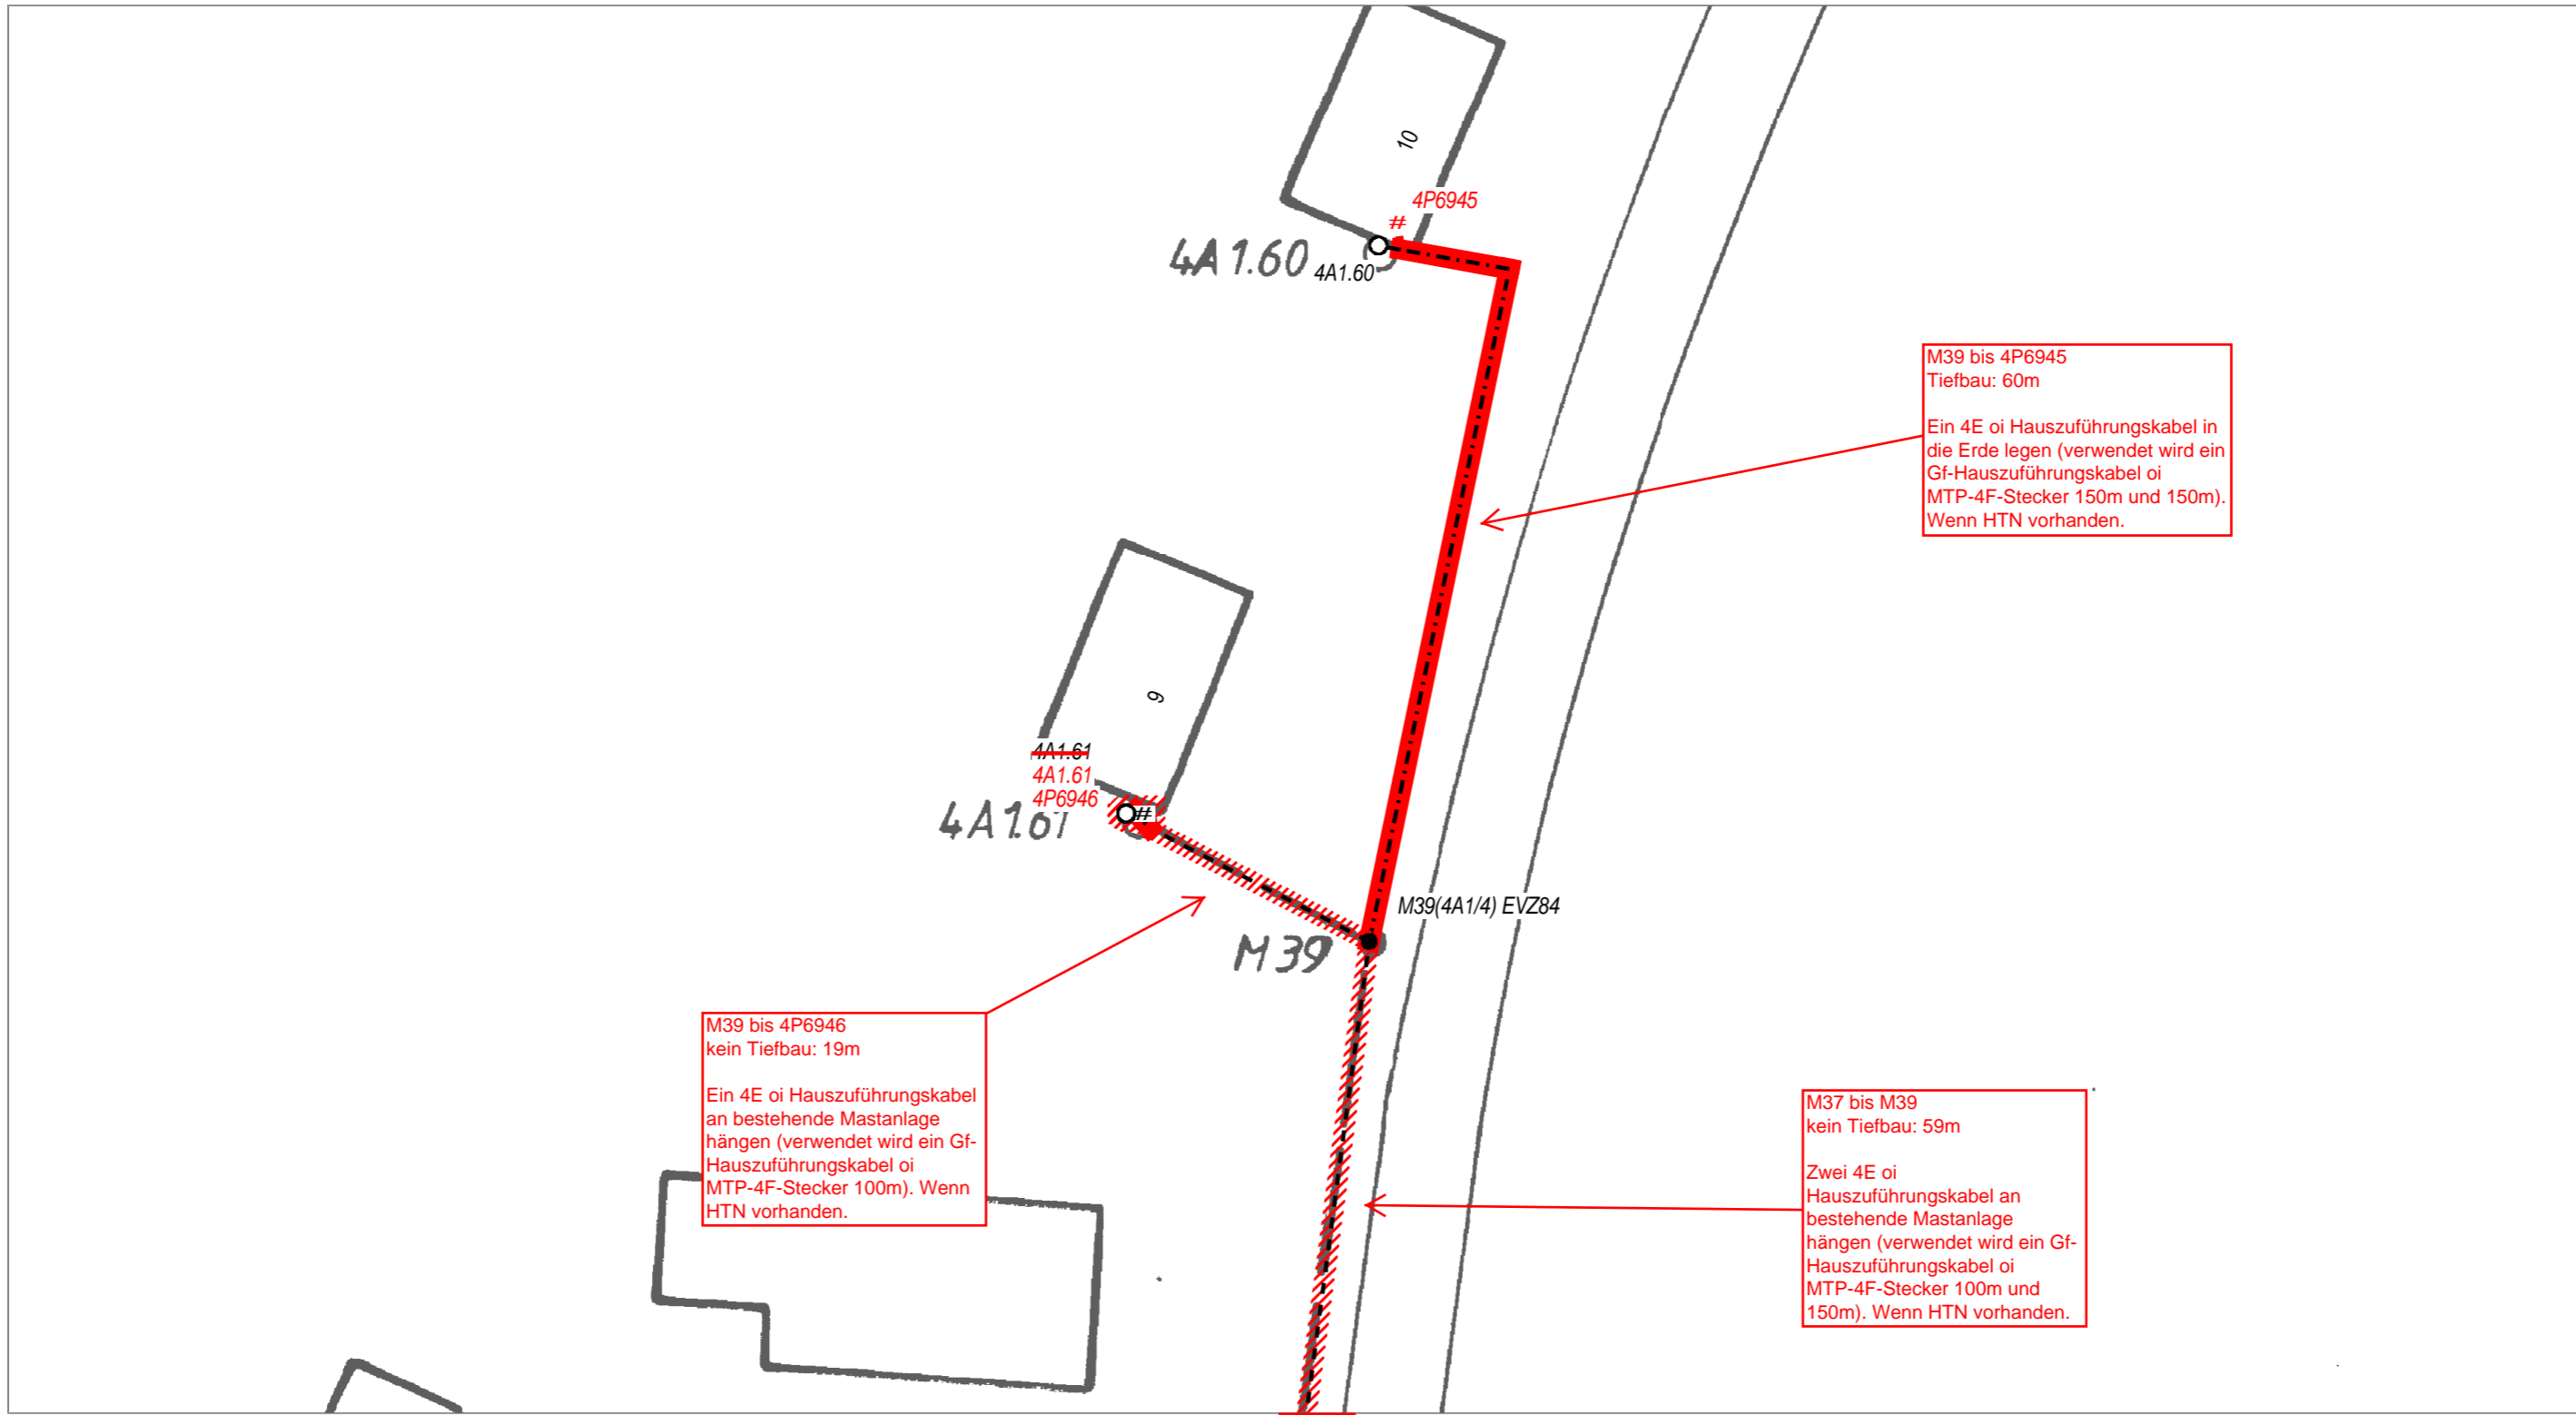 10
4P6945
#
4A1.60
4A1.60
M39 bis 4P6945
Tiefbau: 60m
Ein 4E oi Hauszuführungskabel in
die Erde legen (verwendet wird ein
Gf-Hauszuführungskabel oi
MTP-4F-Stecker 150m und 150m).
Wenn HTN vorhanden.
9
4A1.61
4A1.61
4P6946
#
4A1.61
M39(4A1/4) EVZ84
M39
M39 bis 4P6946
kein Tiefbau: 19m
Ein 4E oi Hauszuführungskabel
an bestehende Mastanlage
hängen (verwendet wird ein Gf-
Hauszuführungskabel oi
MTP-4F-Stecker 100m). Wenn
HTN vorhanden.
M37 bis M39
kein Tiefbau: 59m
Zwei 4E oi
Hauszuführungskabel an
bestehende Mastanlage
hängen (verwendet wird ein Gf-
Hauszuführungskabel oi
MTP-4F-Stecker 100m und
150m). Wenn HTN vorhanden.